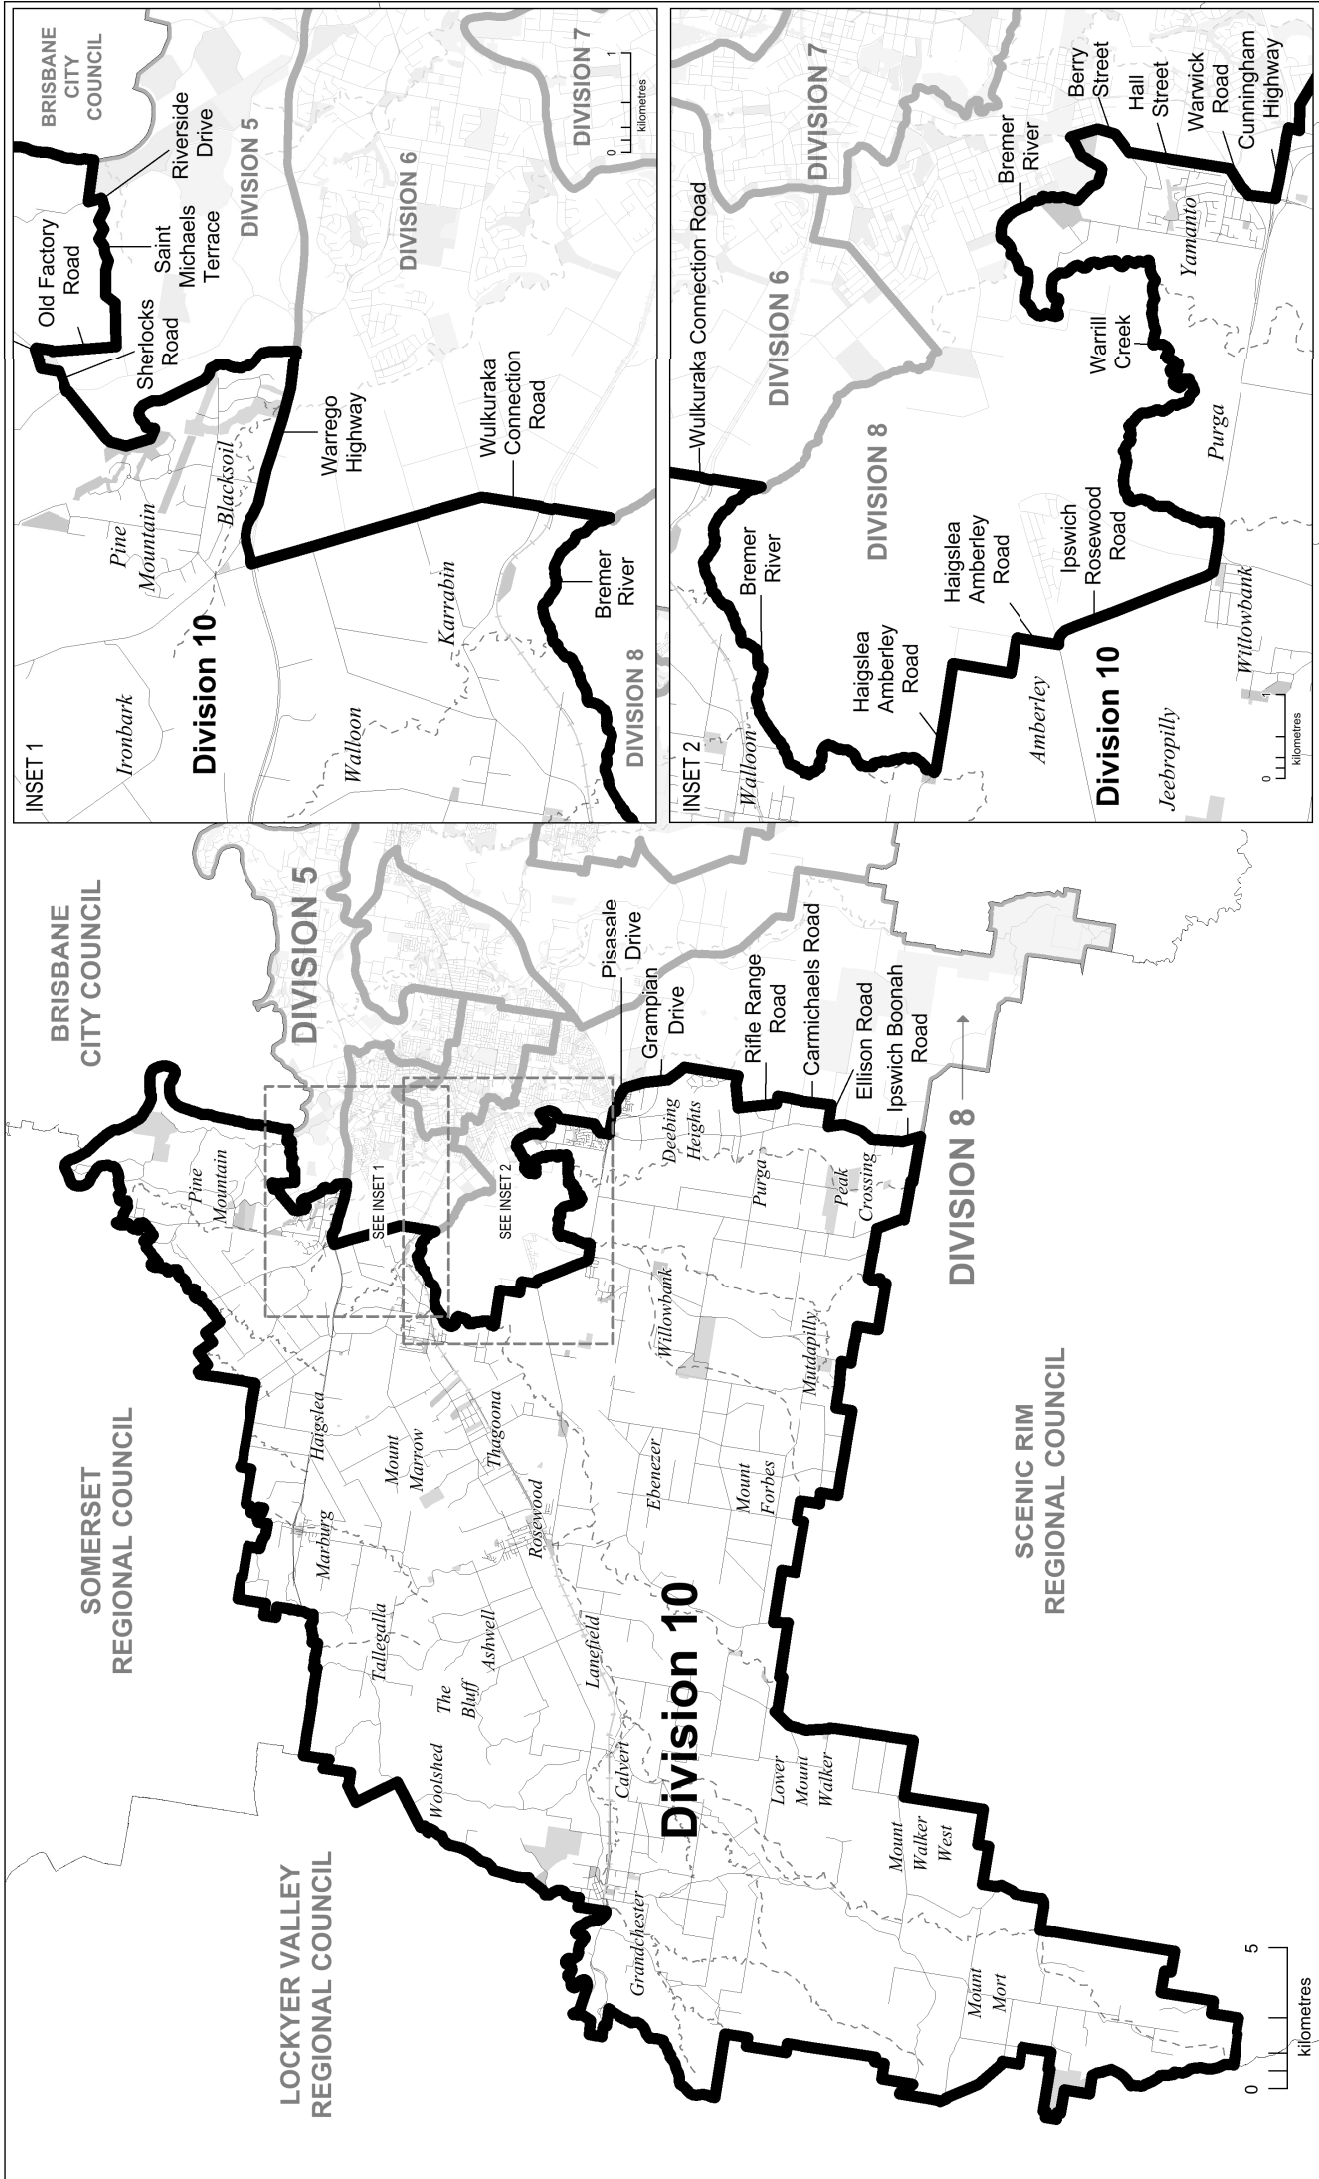 LOCKYER VALLEY
REGIONAL COUNCIL
SOMERSET
REGIONAL COUNCIL
BRISBANE
CITY COUNCIL
SCENIC RIM
REGIONAL COUNCIL
DIVISION 5
DIVISION 8
Division 10
Pine
Mountain
SEE INSET 1
SEE INSET 2
Haigslea
Marburg
Mount
Marrow
Thagoona
Tallegalla
The
Bluff
Ashwell
Rosewood
Woolshed
Lanefield
Calvert
Grandchester
Ebenezer
Willowbank
Mount
Forbes
Mutdapilly
Lower
Mount
Walker
Mount
Walker
West
Mount
Mort
Deebing
Heights
Purga
Peak
Crossing
Pisasale
Drive
Grampian
Drive
Rifle Range
Road
Carmichaels Road
Ellison Road
Ipswich Boonah
Road
0
5
kilometres
INSET 1
BRISBANE
CITY
COUNCIL
Ironbark
Division 10
Pine
Mountain
Blacksoil
Old Factory
Road
Sherlocks
Road
Saint
Michaels
Terrace
Riverside
Drive
DIVISION 5
Warrego
Highway
DIVISION 6
Walloon
Karrabin
Wulkuraka
Connection
Road
Bremer
River
DIVISION 8
DIVISION 7
0
1
kilometres
INSET 2
Walloon
Wulkuraka Connection Road
Bremer
River
DIVISION 6
DIVISION 7
DIVISION 8
Haigslea
Amberley
Road
Haigslea
Amberley
Road
Ipswich
Rosewood
Road
Bremer
River
Warrill
Creek
Berry
Street
Hall
Street
Warwick
Road
Cunningham
Highway
Yamanto
Purga
Amberley
Division 10
Jeebropilly
Willowbank
0
1
kilometres